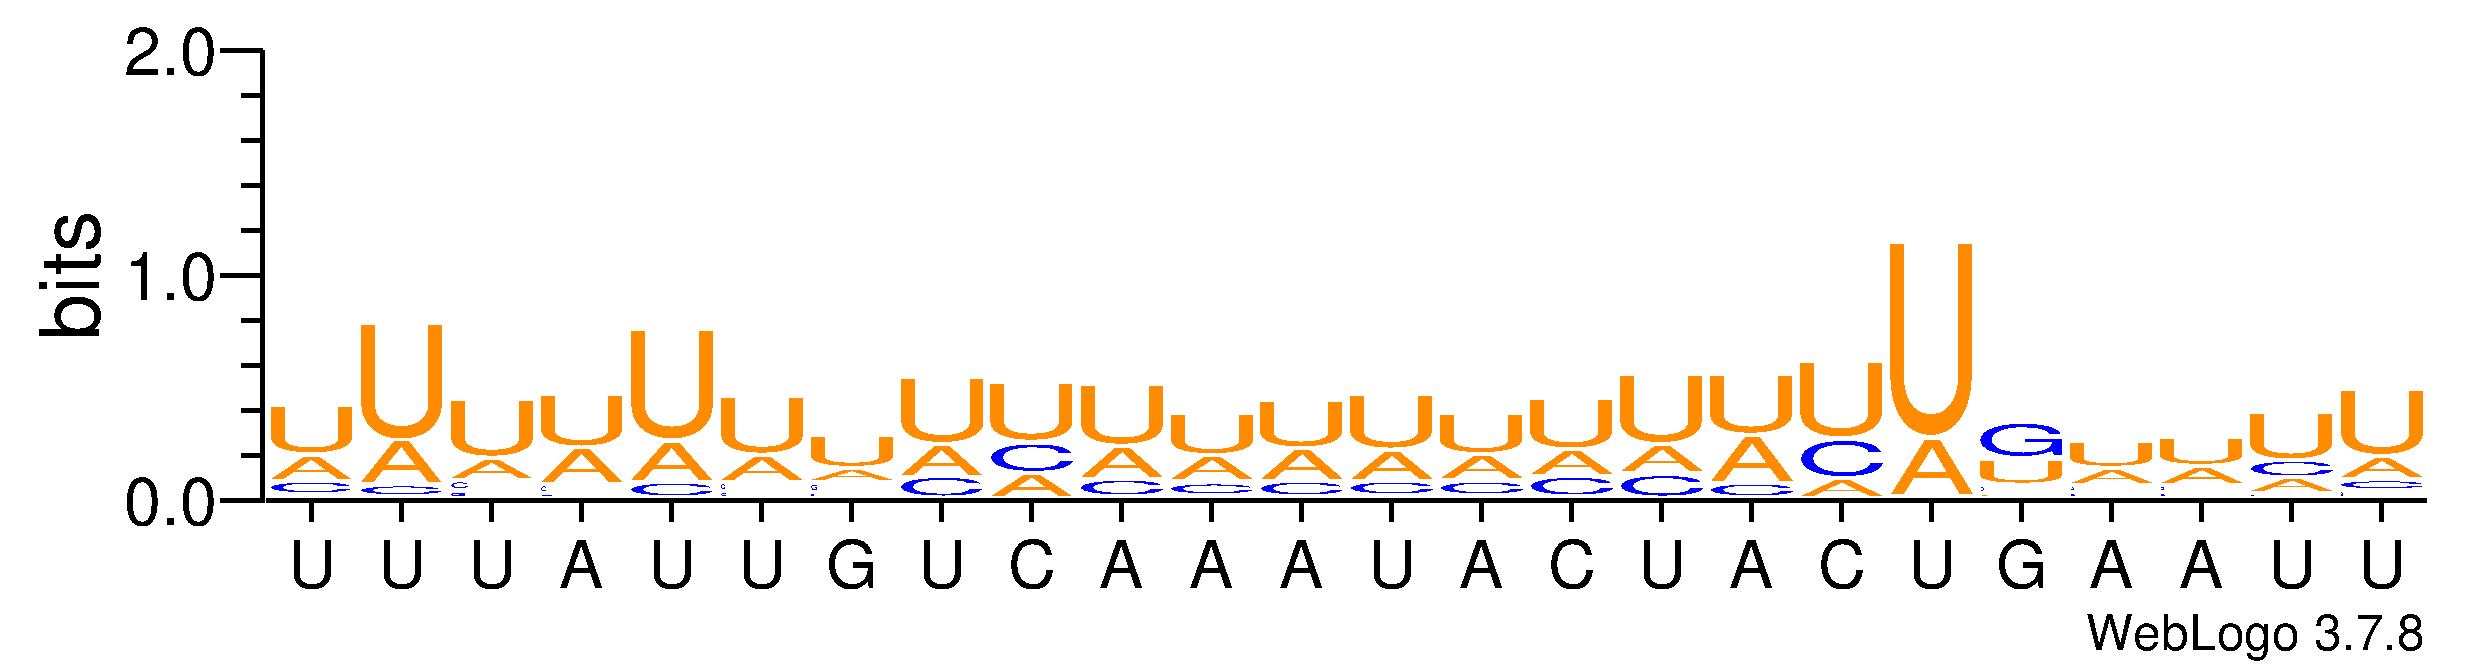 bits
2.0
1.0
0.0
U U U A U U G U C A A A U A C U A C U G A A U U
WebLogo 3.7.8